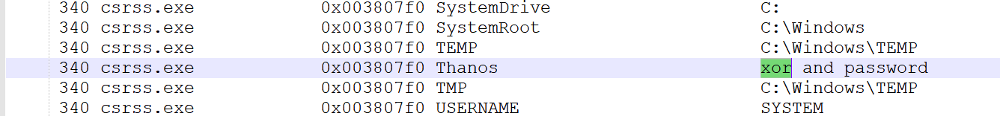 340 csrss.exe 0x003807f0 SystemDrive C:
340 csrss.exe 0x003807f0 SystemRoot C:\Windows
340 csrss.exe 0x003807f0 TEMP C:\Windows\TEMP
340 csrss.exe 0x003807f0 Thanos xor and password
340 csrss.exe 0x003807f0 TMP C:\Windows\TEMP
340 csrss.exe 0x003807f0 USERNAME SYSTEM